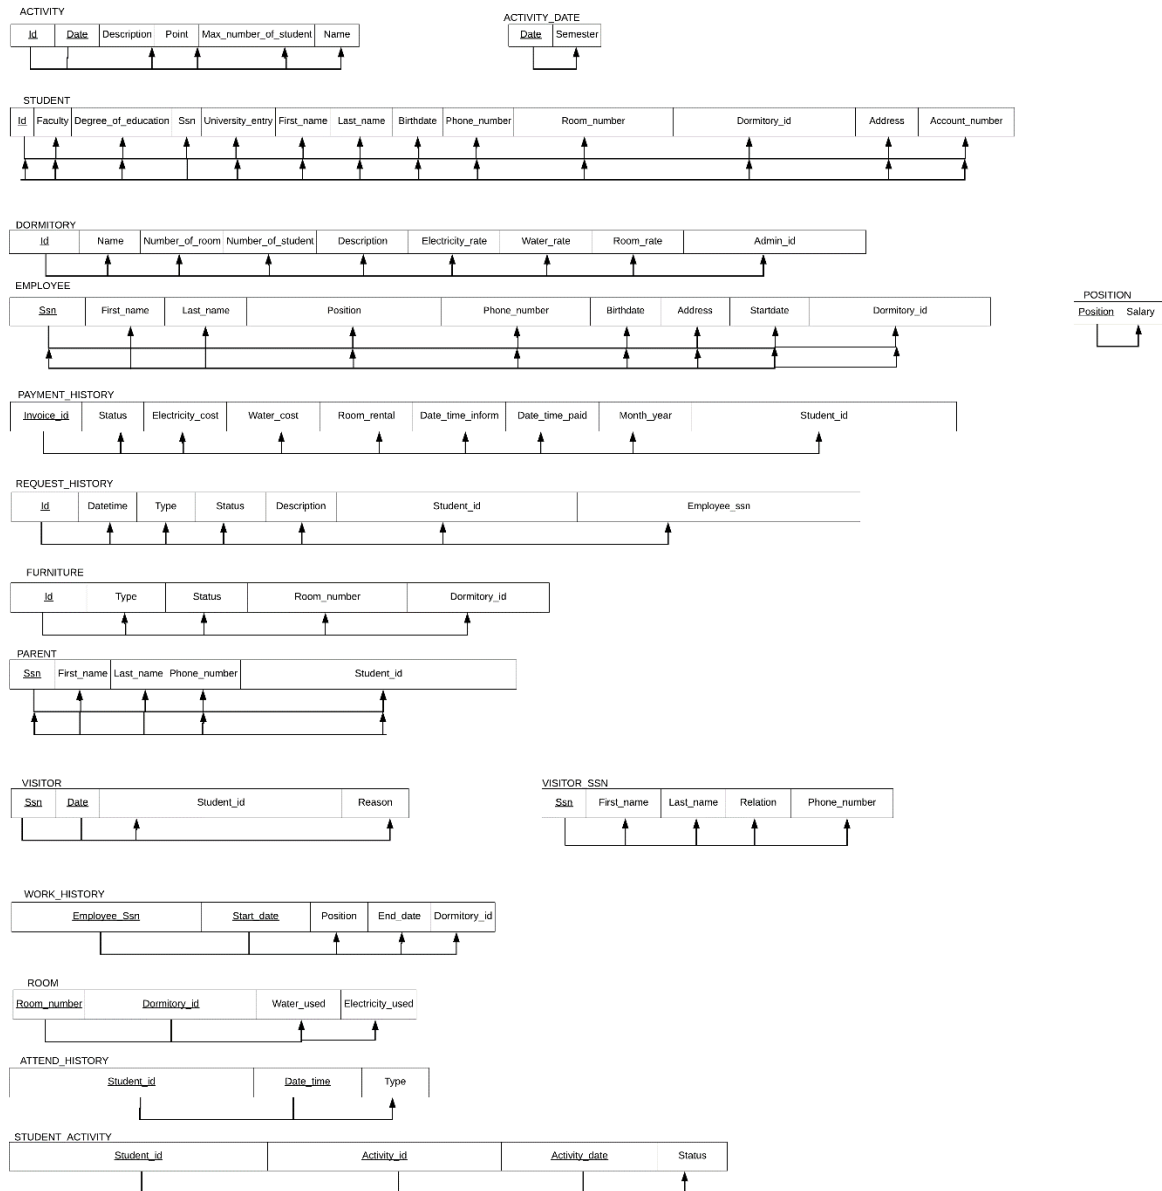 ACTIVITY
Id Date Description Point Max_number_of_student Name
ACTIVITY_DATE
Date Semester
STUDENT
Id Faculty Degree_of_education Ssn University_entry First_name Last_name Birthdate Phone_number Room_number Dormitory_id Address Account_number
DORMITORY
Id Name Number_of_room Number_of_student Description Electricity_rate Water_rate Room_rate Admin_id
EMPLOYEE
Ssn First_name Last_name Position Phone_number Birthdate Address Startdate Dormitory_id
POSITION
Position Salary
PAYMENT_HISTORY
Invoice_id Status Electricity_cost Water_cost Room_rental Date_time_inform Date_time_paid Month_year Student_id
REQUEST_HISTORY
Id Datetime Type Status Description Student_id Employee_ssn
FURNITURE
Id Type Status Room_number Dormitory_id
PARENT
Ssn First_name Last_name Phone_number Student_id
VISITOR
Ssn Date Student_id Reason
VISITOR_SSN
Ssn First_name Last_name Relation Phone_number
WORK_HISTORY
Employee_Ssn Start_date Position End_date Dormitory_id
ROOM
Room_number Dormitory_id Water_used Electricity_used
ATTEND_HISTORY
Student_id Date_time Type
STUDENT_ACTIVITY
Student_id Activity_id Activity_date Status